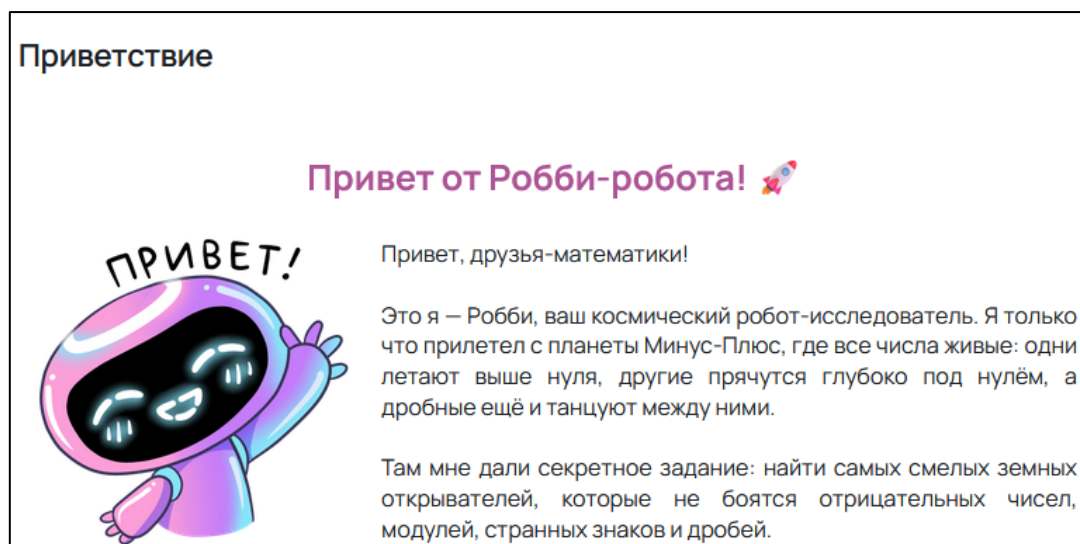 Приветствие
Привет от Робби-робота! 🚀
ПРИВЕТ!
Привет, друзья-математики!
Это я — Робби, ваш космический робот-исследователь. Я только
что прилетел с планеты Минус-Плюс, где все числа живые: одни
летают выше нуля, другие прячутся глубоко под нулём, а
дробные ещё и танцуют между ними.
Там мне дали секретное задание: найти самых смелых земных
открывателей, которые не боятся отрицательных чисел,
модулей, странных знаков и дробей.